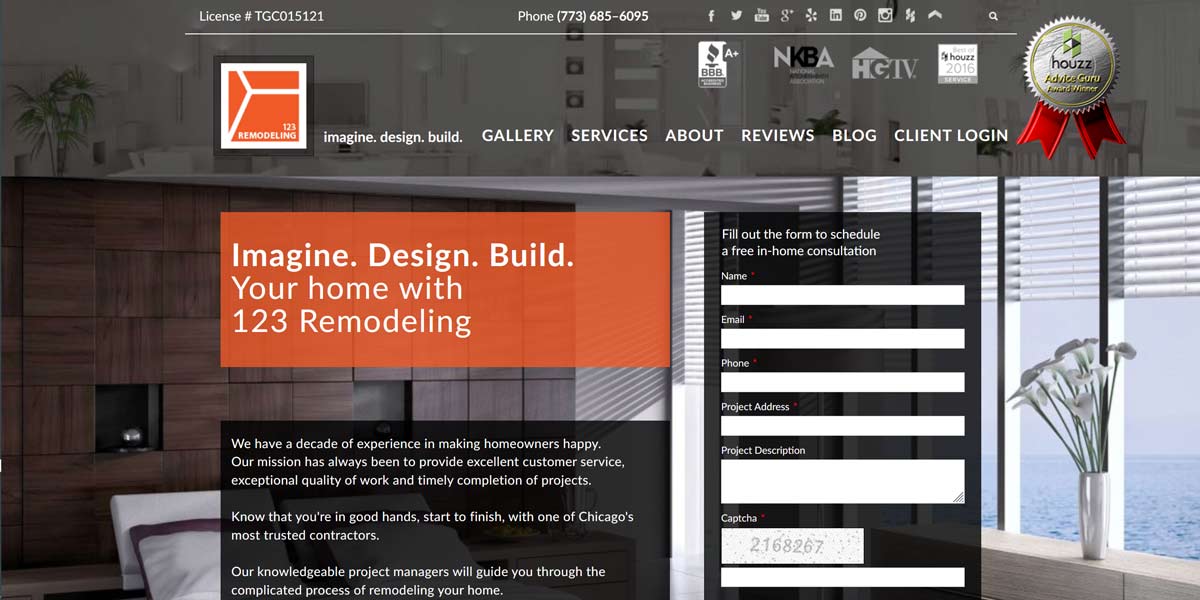 License # TGC015121
Phone (773) 685–6095
A+
BBB.
ACCREDITED
BUSINESS
NKBA
NATIONAL
ASSOCIATION
HGTV
Best of
houzz
2016
SERVICE
houzz
Advice Guru
Award Winner
123
REMODELING
imagine. design. build.
GALLERY SERVICES ABOUT REVIEWS BLOG CLIENT LOGIN
Imagine. Design. Build.
Your home with
123 Remodeling
We have a decade of experience in making homeowners happy.
Our mission has always been to provide excellent customer service,
exceptional quality of work and timely completion of projects.
Know that you're in good hands, start to finish, with one of Chicago's
most trusted contractors.
Our knowledgeable project managers will guide you through the
complicated process of remodeling your home.
Fill out the form to schedule
a free in-home consultation
Name *
Email *
Phone *
Project Address *
Project Description
Captcha *
2168267